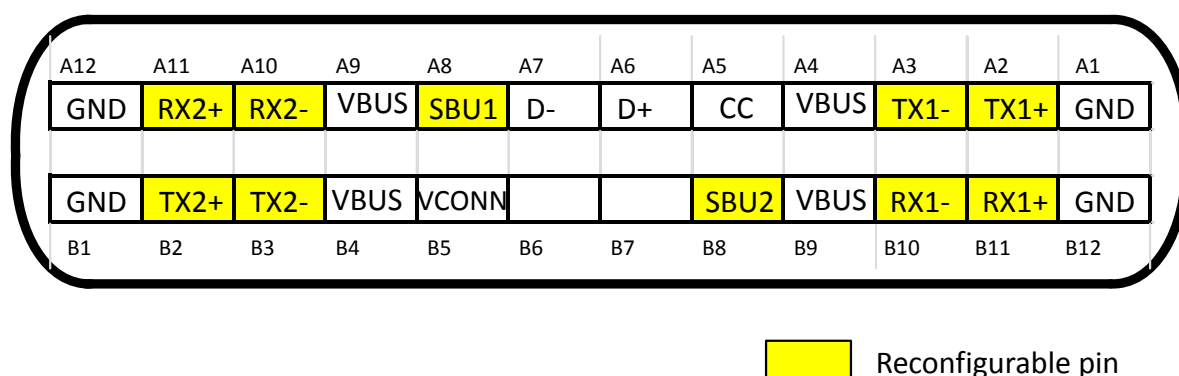 A12 A11 A10 A9 A8 A7 A6 A5 A4 A3 A2 A1
GND RX2+ RX2- VBUS SBU1 D- D+ CC VBUS TX1- TX1+ GND
GND TX2+ TX2- VBUS VCONN SBU2 VBUS RX1- RX1+ GND
B1 B2 B3 B4 B5 B6 B7 B8 B9 B10 B11 B12
Reconfigurable pin